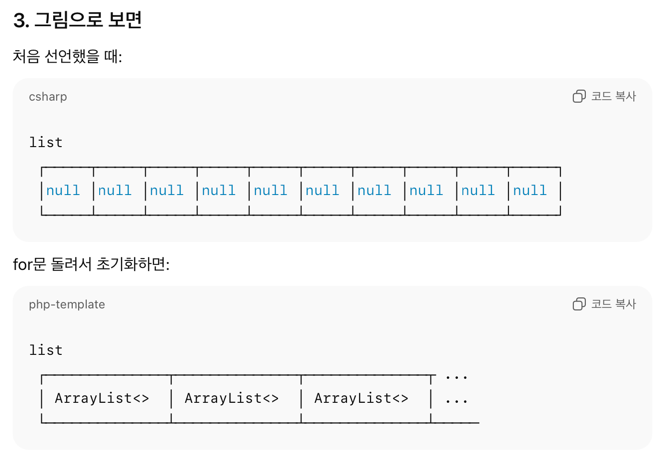 3. 그림으로 보면
처음 선언했을 때:
csharp 코드 복사
list
null null null null null null null null null null
for문 돌려서 초기화하면:
php-template 코드 복사
list
...
ArrayList<> ArrayList<> ArrayList<> ...